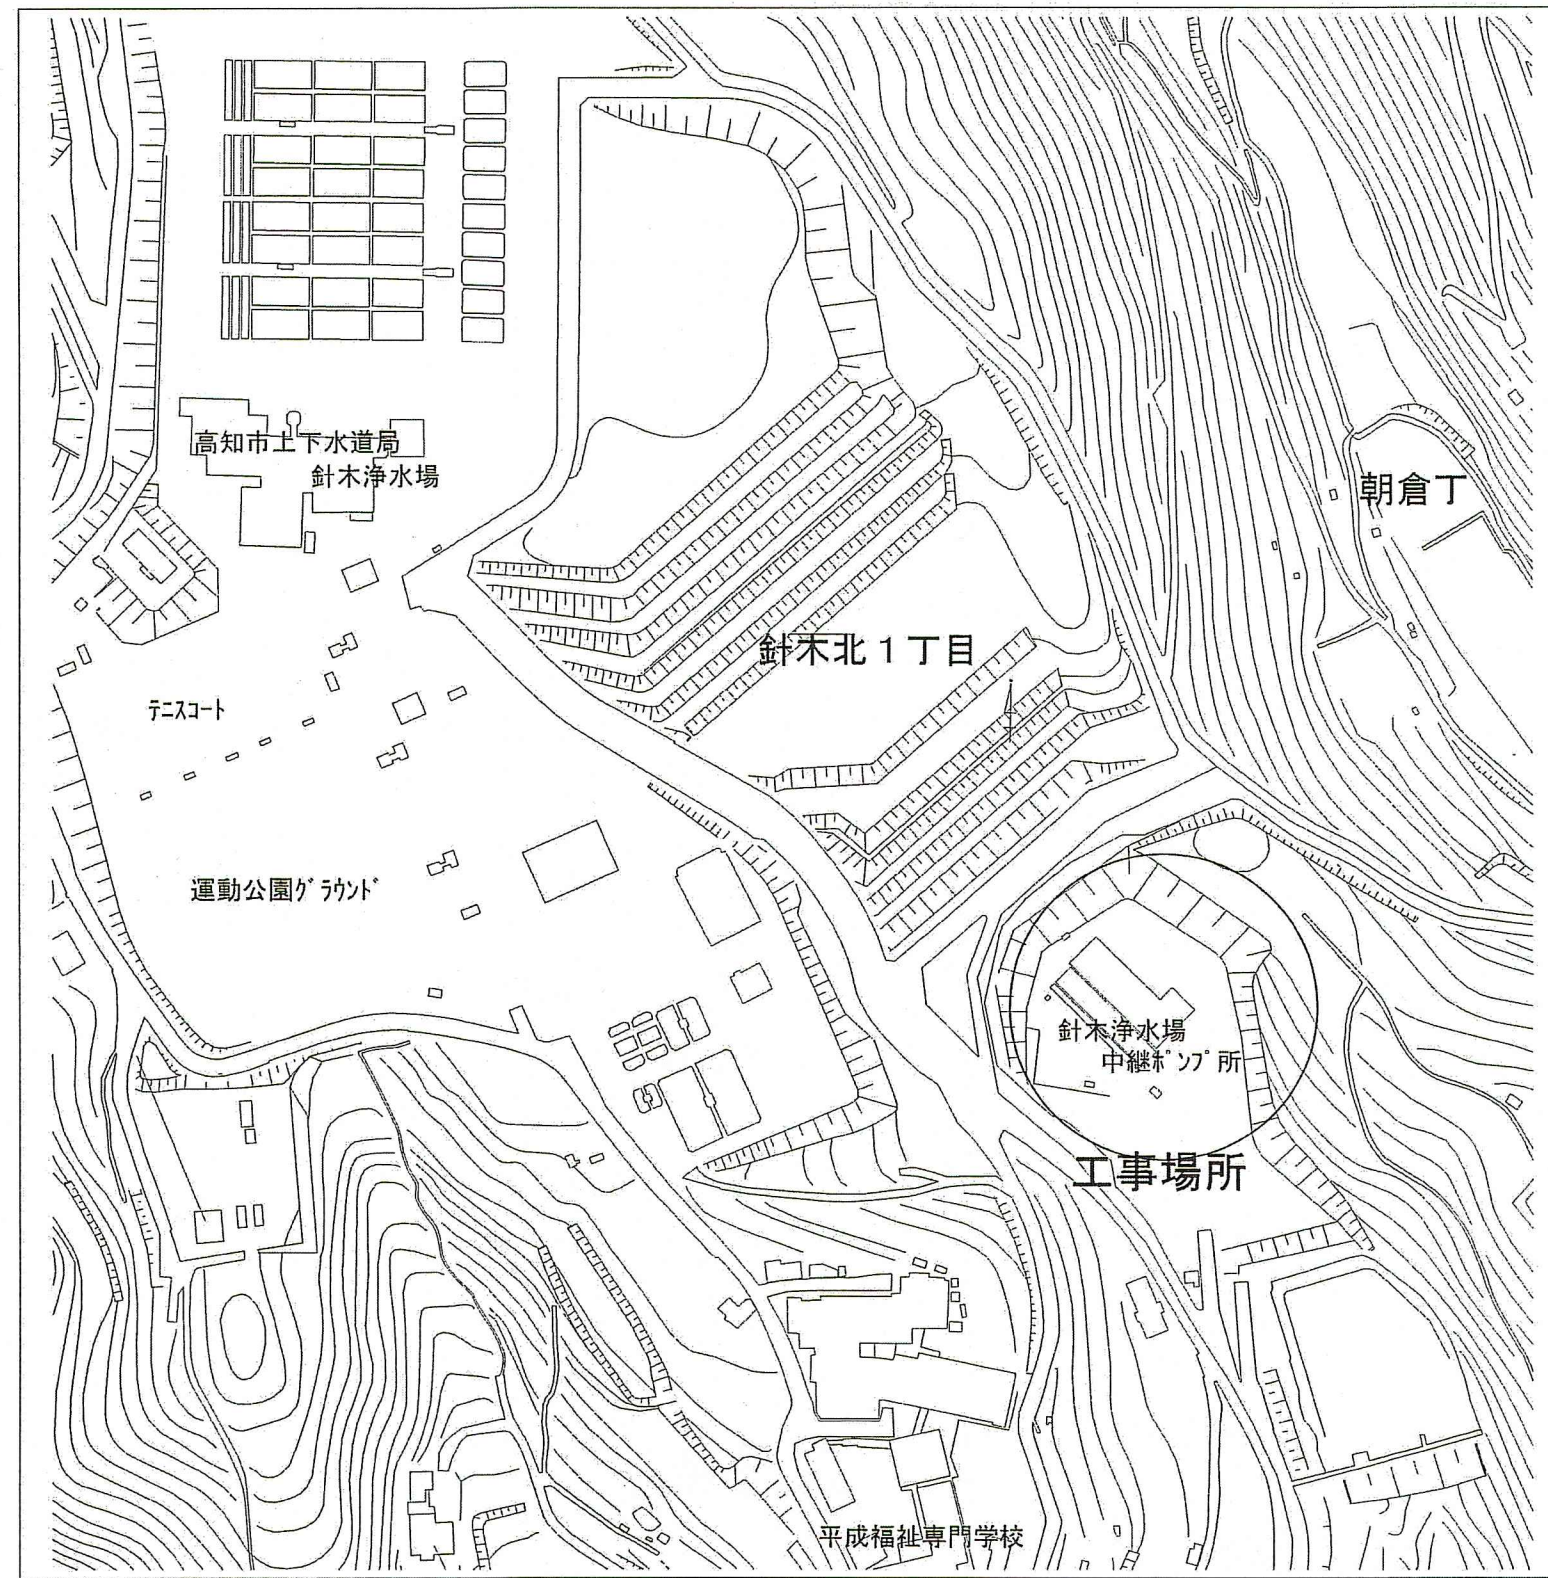 高知市上下水道局
針木浄水場
朝倉丁
針木北1丁目
テニスコート
運動公園グラウンド
針木浄水場
中継ポンプ所
工事場所
平成福祉専門学校